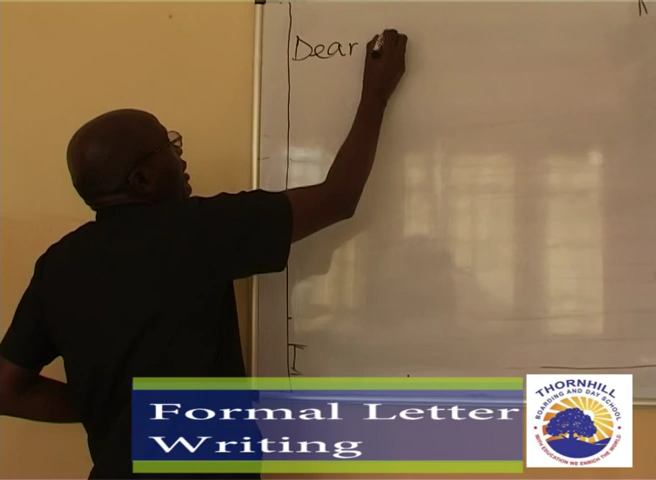 Dear
Formal Letter
Writing
THORNHILL
BOARDING AND DAY SCHOOL
WITH EDUCATION WE ENRICH THE WORLD